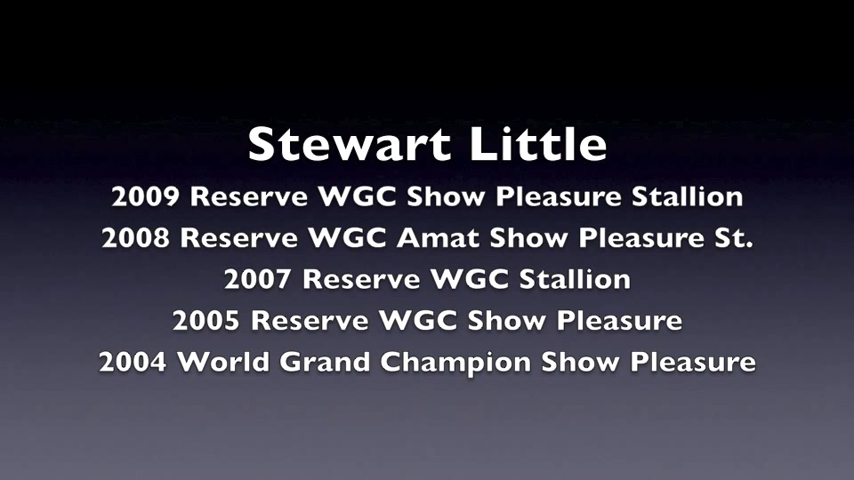 Stewart Little
2009 Reserve WGC Show Pleasure Stallion
2008 Reserve WGC Amat Show Pleasure St.
2007 Reserve WGC Stallion
2005 Reserve WGC Show Pleasure
2004 World Grand Champion Show Pleasure